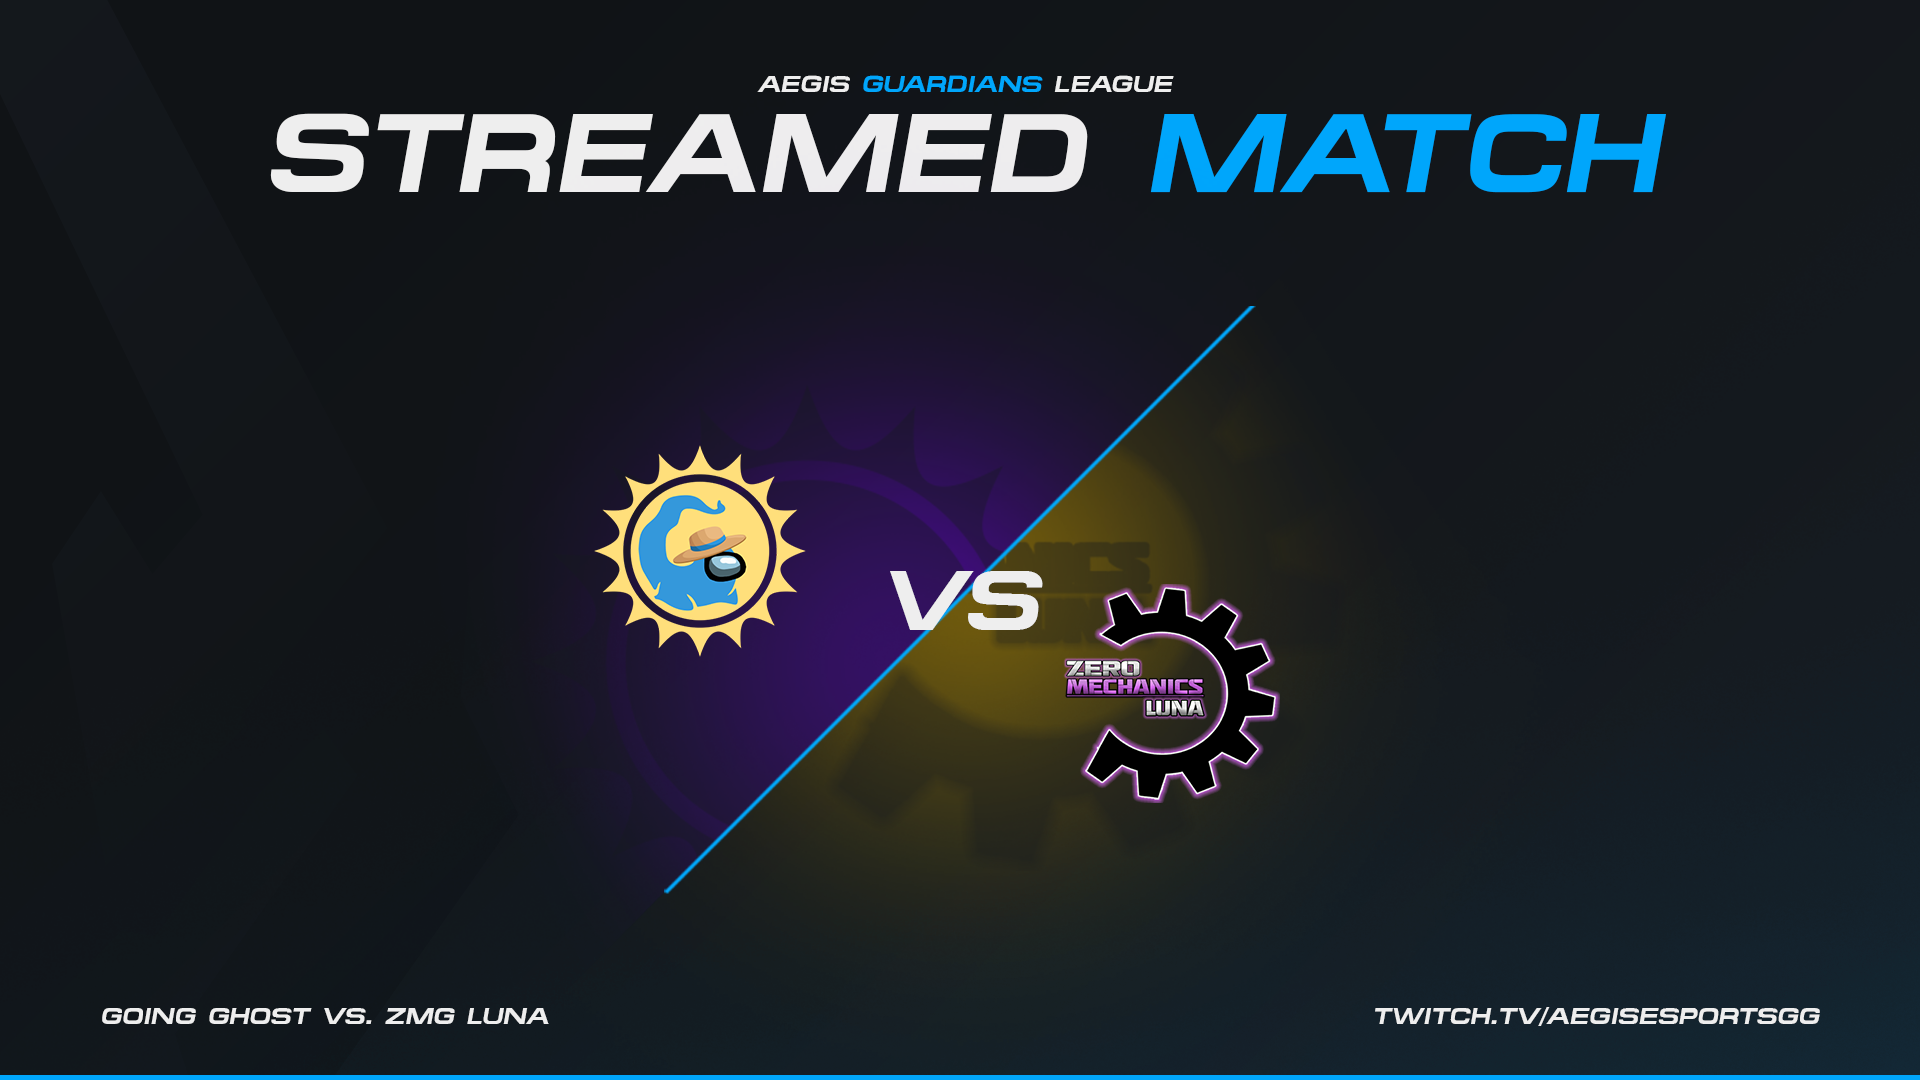 AEGIS GUARDIANS LEAGUE
STREAMED MATCH
VS
ZERO
MECHANICS
LUNA
GOING GHOST VS. ZMG LUNA
TWITCH.TV/AEGISESPORTSGG